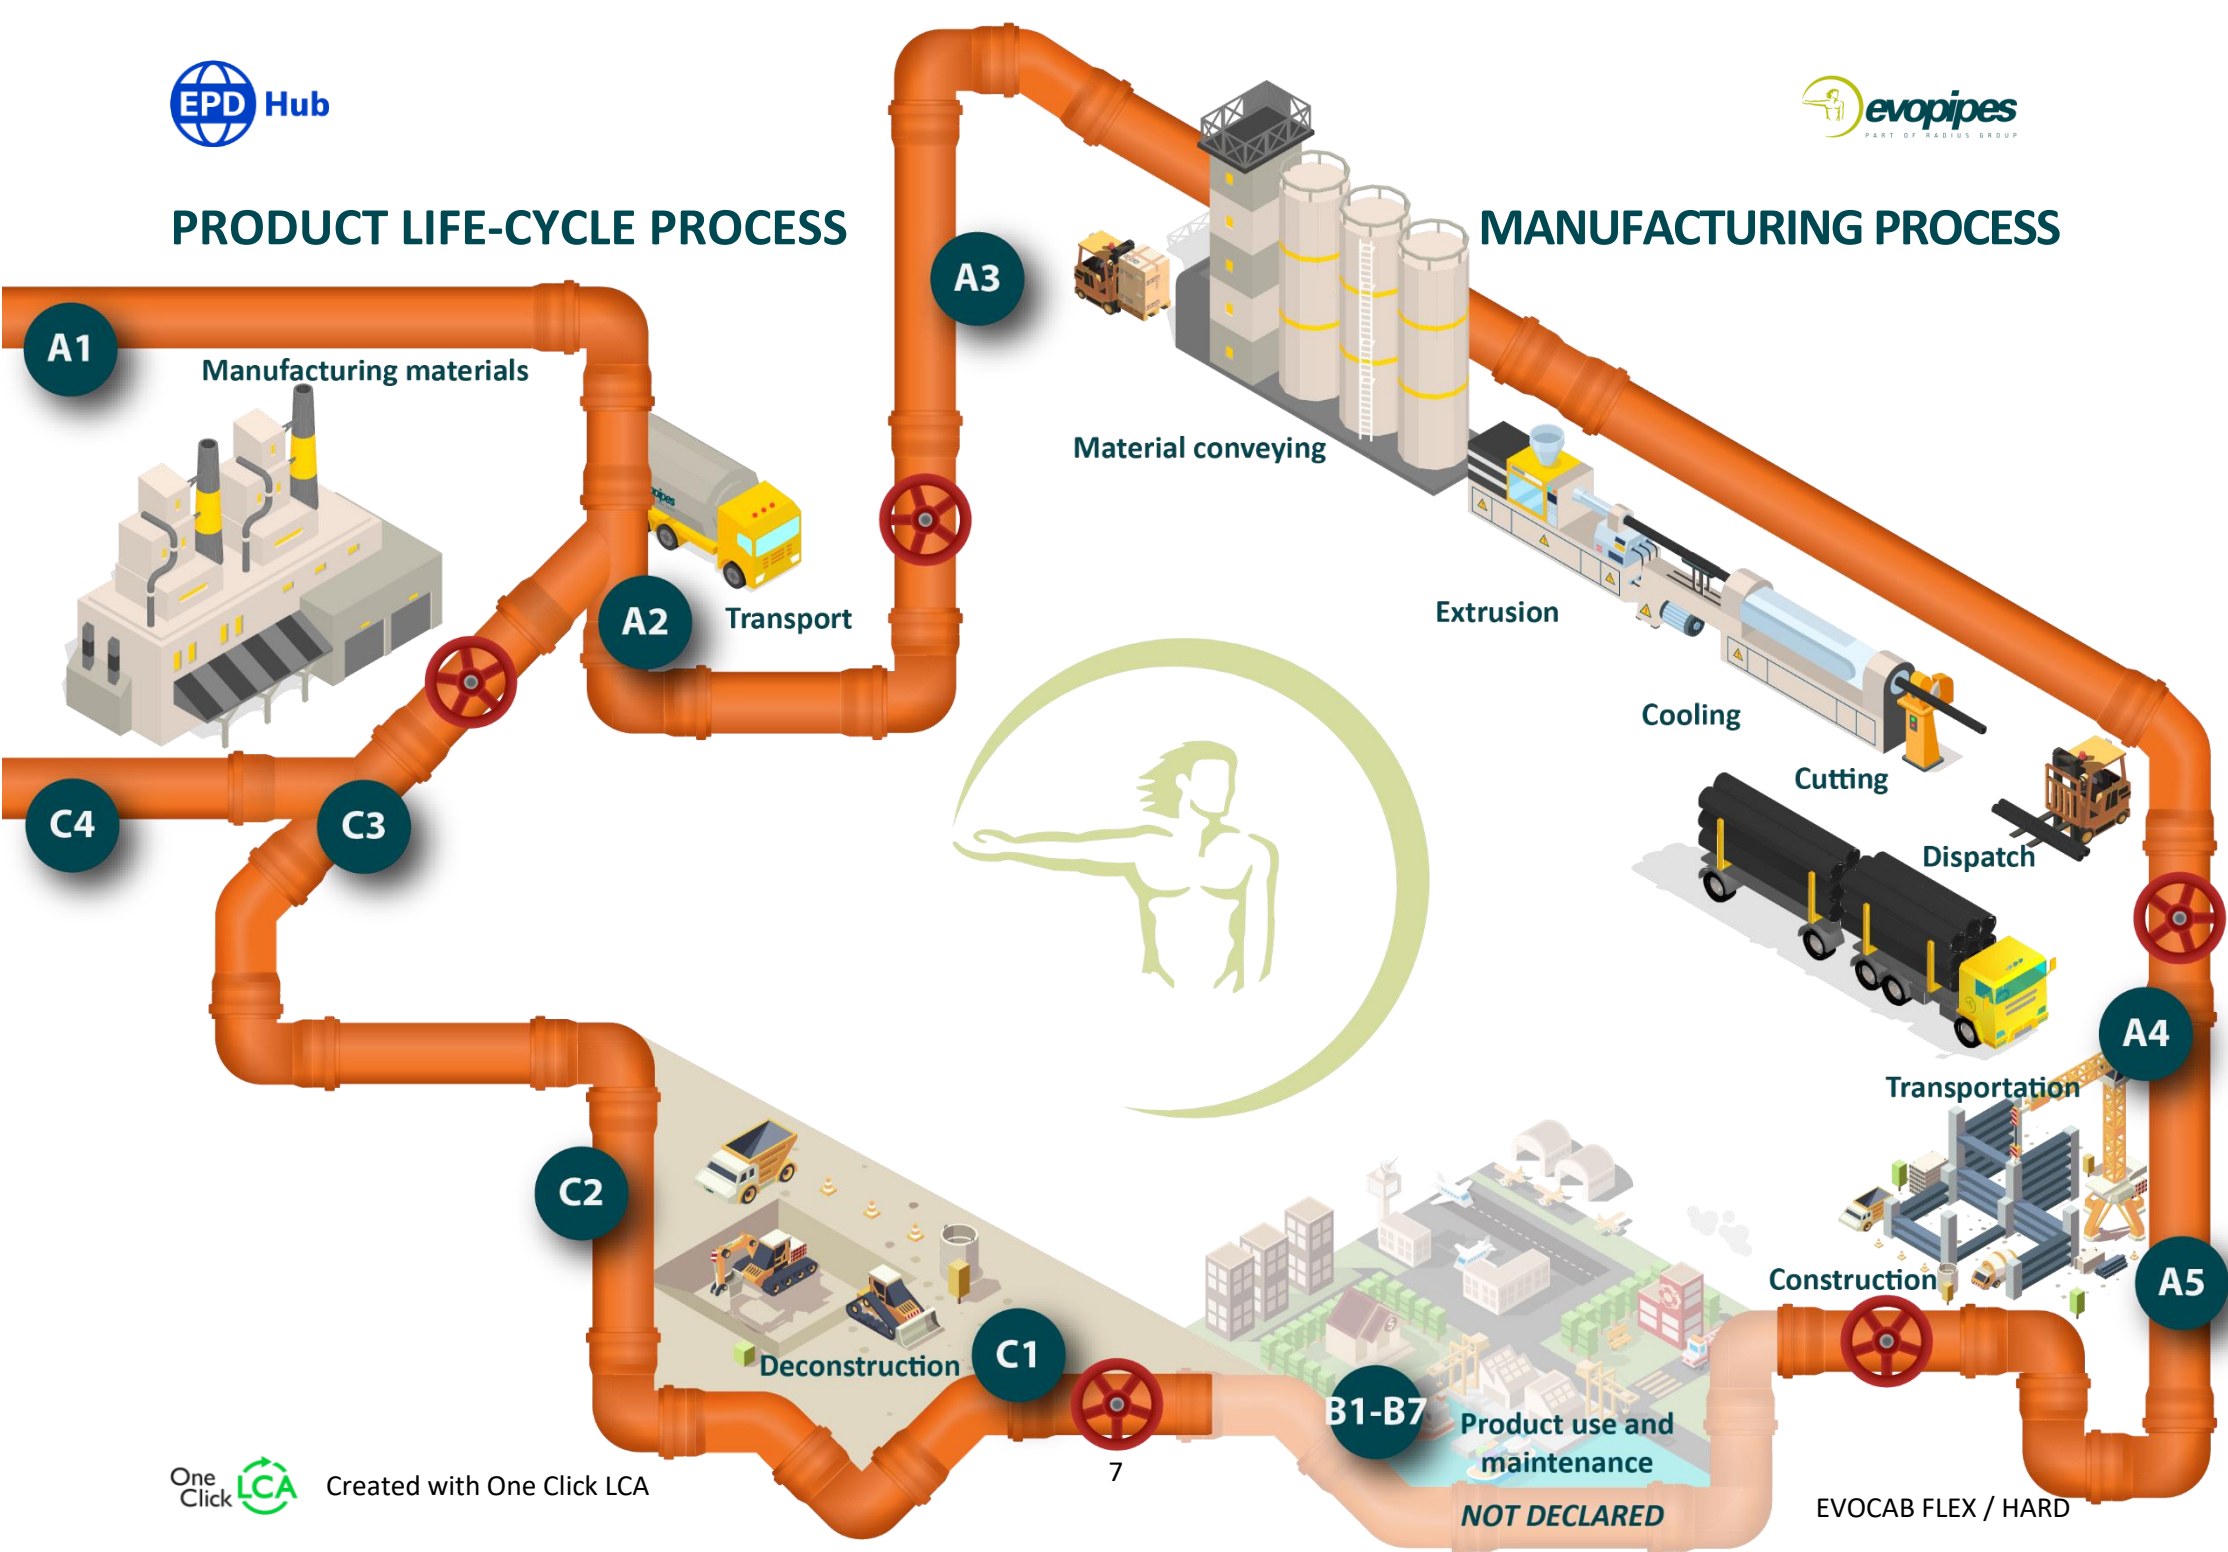 EPD Hub
evopipes
PART OF RADIUS GROUP
PRODUCT LIFE-CYCLE PROCESS
MANUFACTURING PROCESS
A1
Manufacturing materials
A2
Transport
A3
Material conveying
Extrusion
Cooling
Cutting
Dispatch
A4
Transportation
A5
Construction
B1-B7
Product use and
maintenance
NOT DECLARED
C1
Deconstruction
C2
C3
C4
One
Click LCA
Created with One Click LCA
7
EVOCAB FLEX / HARD